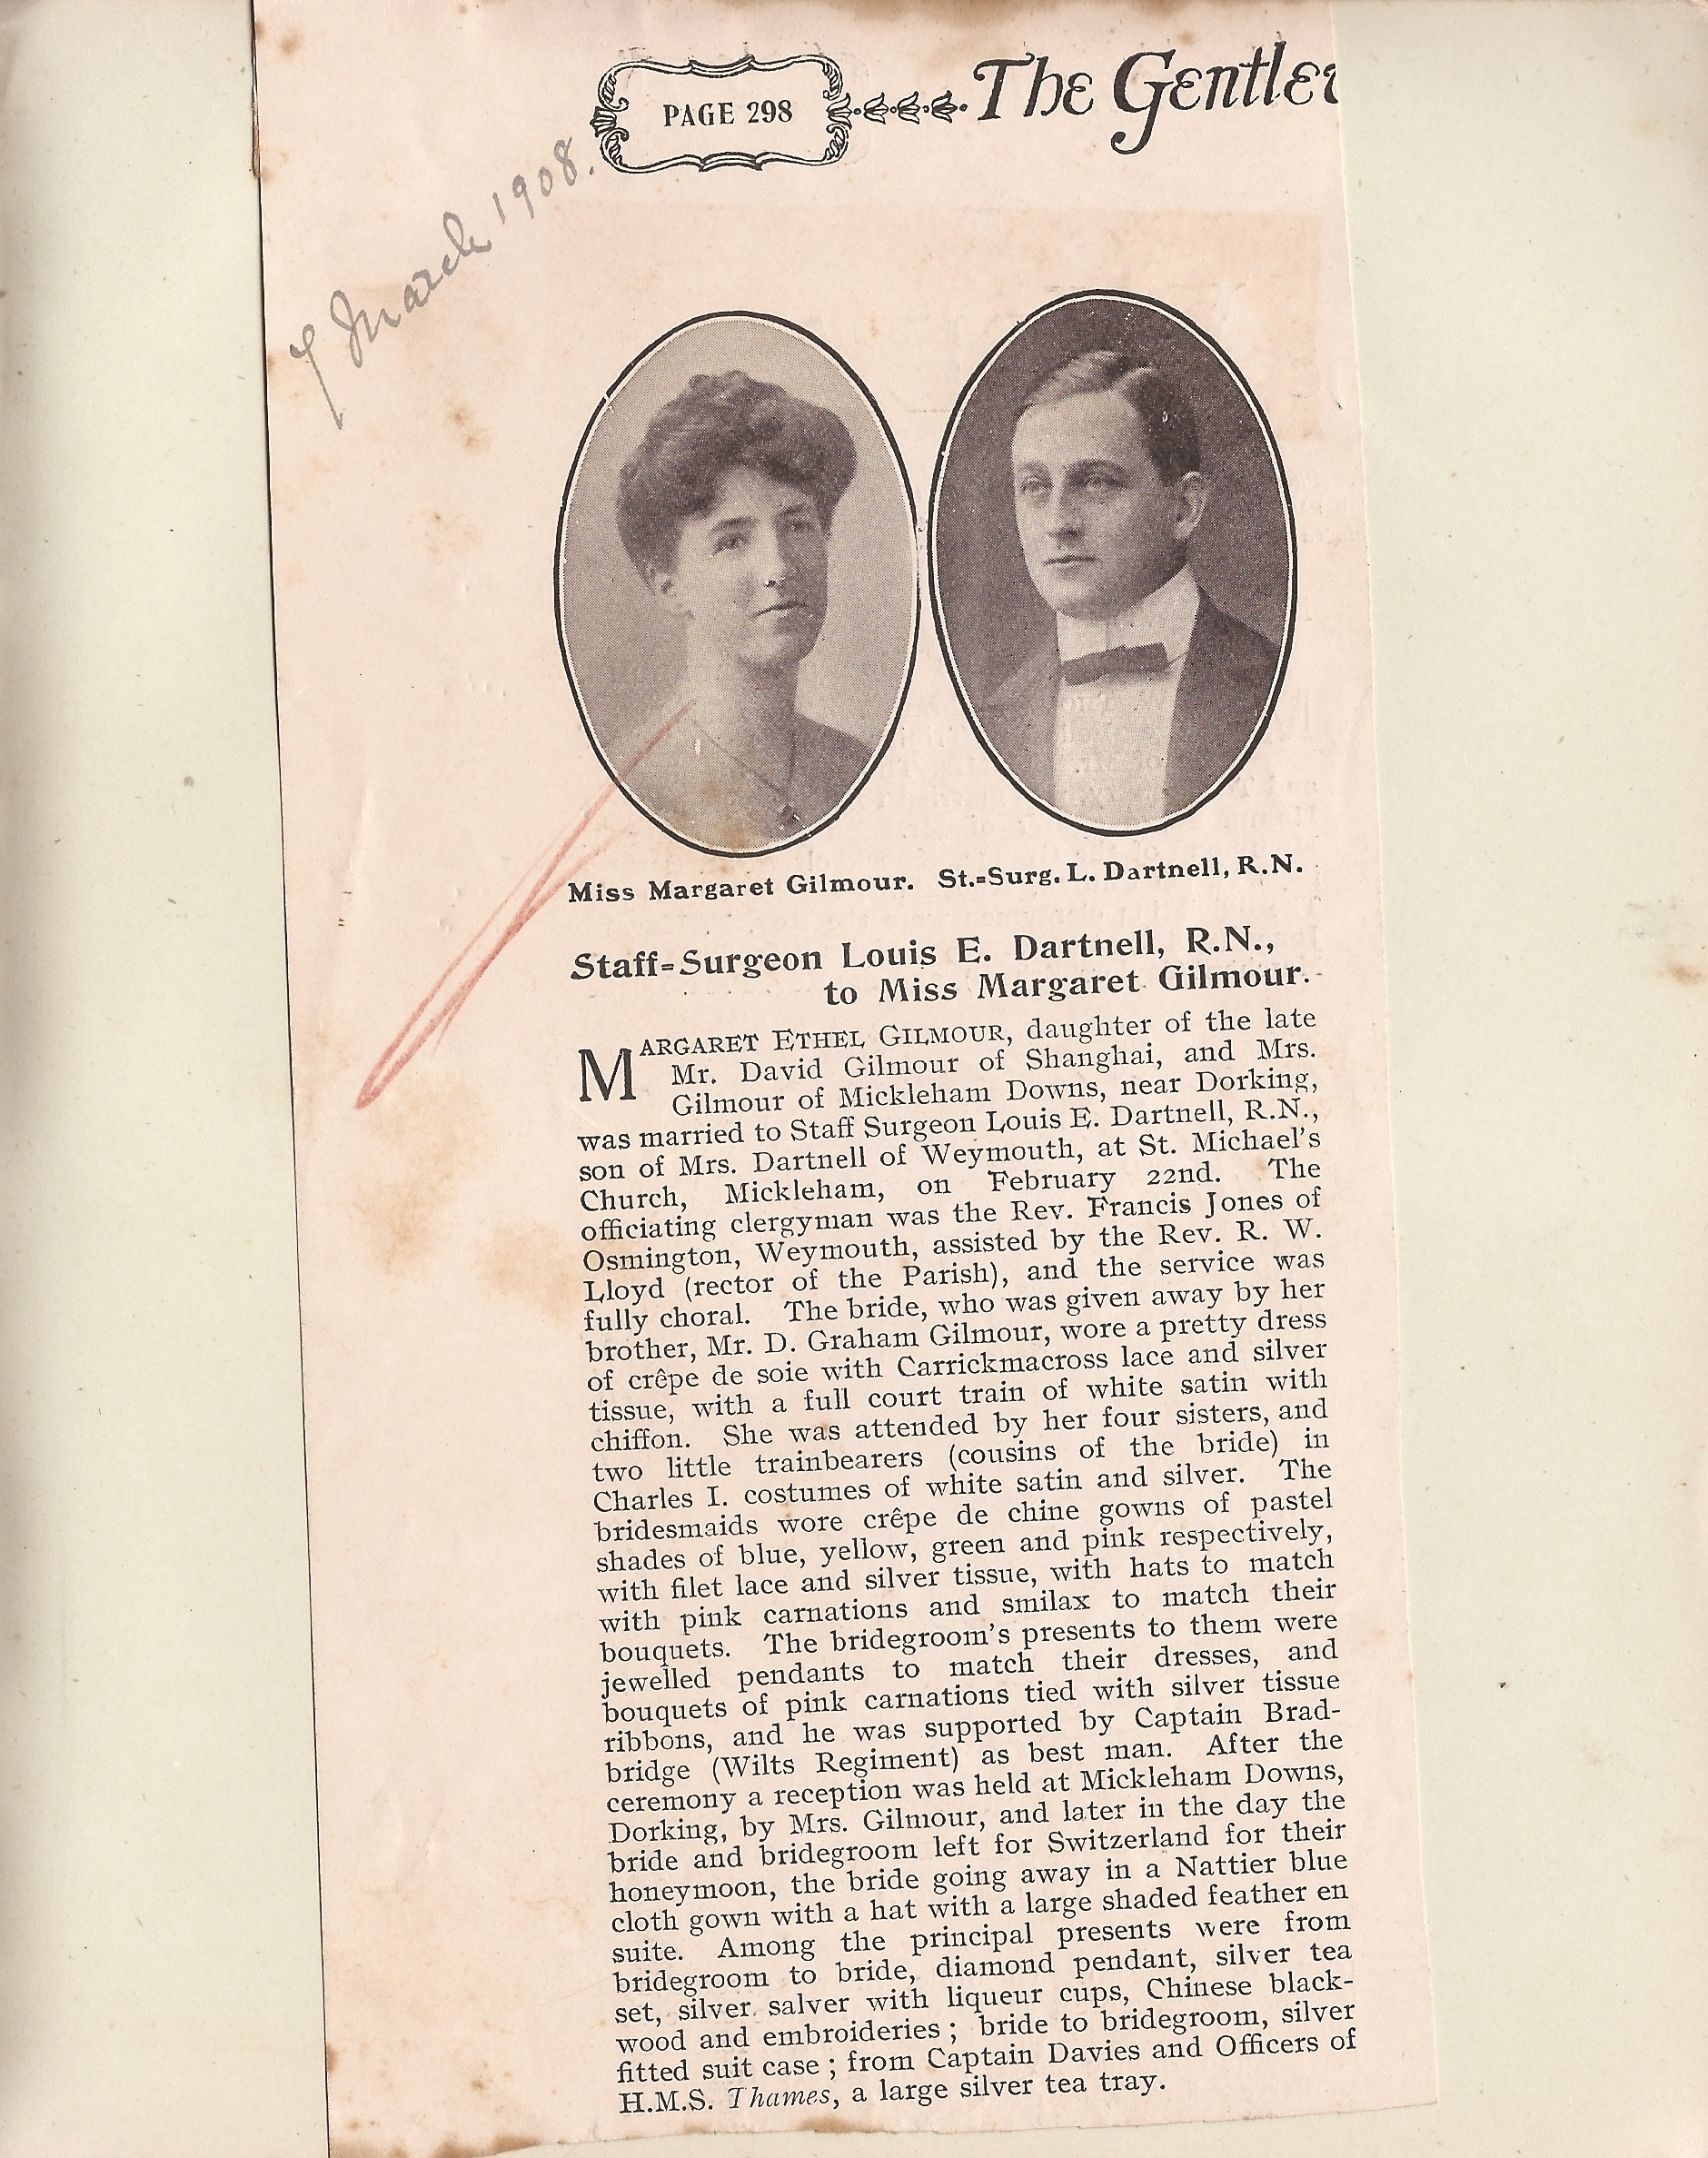 PAGE 298
The Gentle
7 March 1908.
Miss Margaret Gilmour. St.=Surg. L. Dartnell, R.N.
Staff=Surgeon Louis E. Dartnell, R.N.,
to Miss Margaret Gilmour.
MARGARET ETHEL GILMOUR, daughter of the late
Mr. David Gilmour of Shanghai, and Mrs.
Gilmour of Mickleham Downs, near Dorking,
was married to Staff Surgeon Louis E. Dartnell, R.N.,
son of Mrs. Dartnell of Weymouth, at St. Michael's
Church, Mickleham, on February 22nd. The
officiating clergyman was the Rev. Francis Jones of
Osmington, Weymouth, assisted by the Rev. R. W.
Lloyd (rector of the Parish), and the service was
fully choral. The bride, who was given away by her
brother, Mr. D. Graham Gilmour, wore a pretty dress
of crêpe de soie with Carrickmacross lace and silver
tissue, with a full court train of white satin with
chiffon. She was attended by her four sisters, and
two little trainbearers (cousins of the bride) in
Charles I. costumes of white satin and silver. The
bridesmaids wore crêpe de chine gowns of pastel
shades of blue, yellow, green and pink respectively,
with filet lace and silver tissue, with hats to match
with pink carnations and smilax to match their
bouquets. The bridegroom's presents to them were
jewelled pendants to match their dresses, and
bouquets of pink carnations tied with silver tissue
ribbons, and he was supported by Captain Brad-
bridge (Wilts Regiment) as best man. After the
ceremony a reception was held at Mickleham Downs,
Dorking, by Mrs. Gilmour, and later in the day the
bride and bridegroom left for Switzerland for their
honeymoon, the bride going away in a Nattier blue
cloth gown with a hat with a large shaded feather en
suite. Among the principal presents were from
bridegroom to bride, diamond pendant, silver tea
set, silver salver with liqueur cups, Chinese black-
wood and embroideries ; bride to bridegroom, silver
fitted suit case ; from Captain Davies and Officers of
H.M.S. Thames, a large silver tea tray.